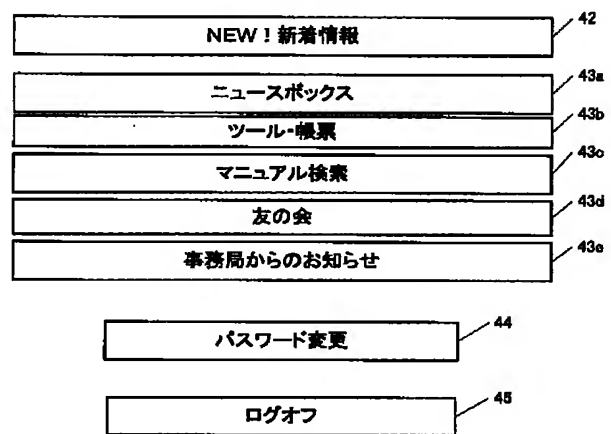 NEW！新着情報 42
ニュースボックス 43a
ツール・帳票 43b
マニュアル検索 43c
友の会 43d
事務局からのお知らせ 43e
パスワード変更 44
ログオフ 45